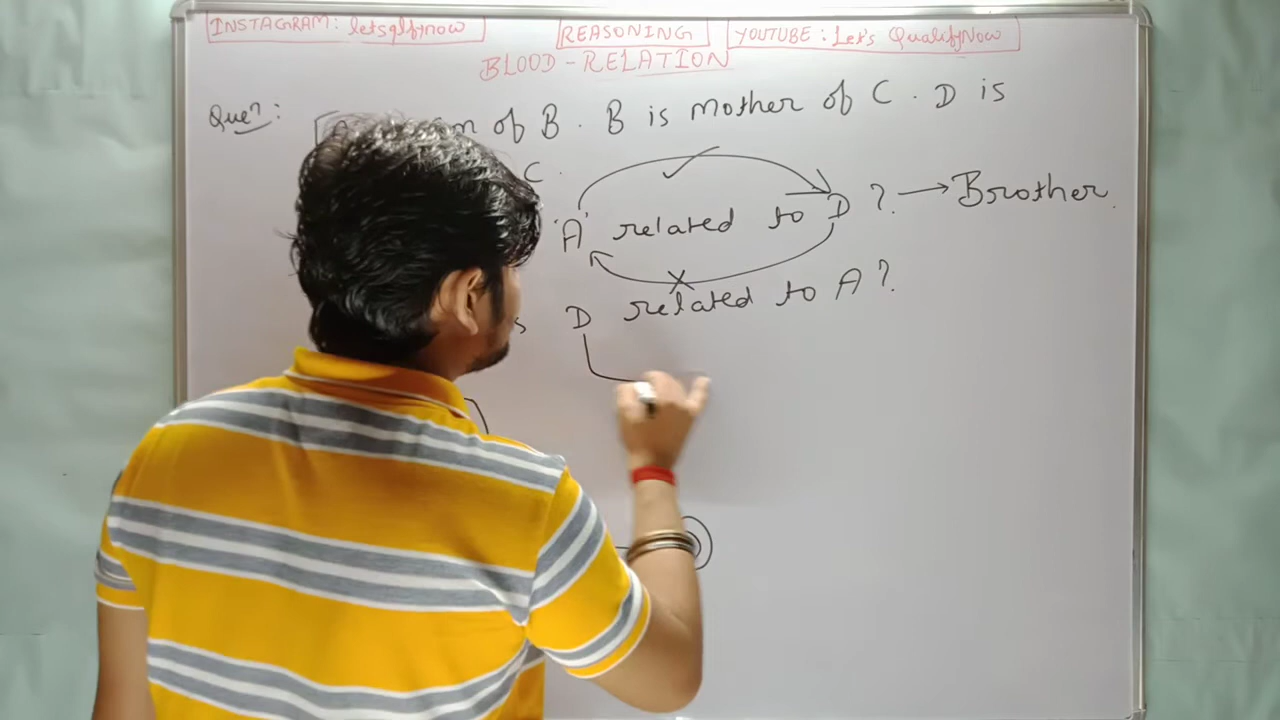 INSTAGRAM: letsqlfynow
REASONING
YOUTUBE: Let's QualifyNow
BLOOD-RELATION
Quen: of B. B is mother of C. D is
C.
'A' related to D ? → Brother
D related to A?